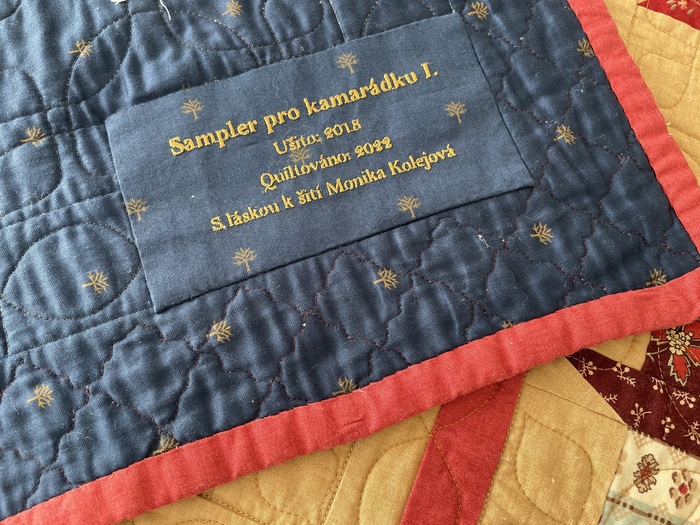 Sampler pro kamarádku I.
Ušito: 2018
Quiltováno: 2022
S láskou k šití Monika Kolejová